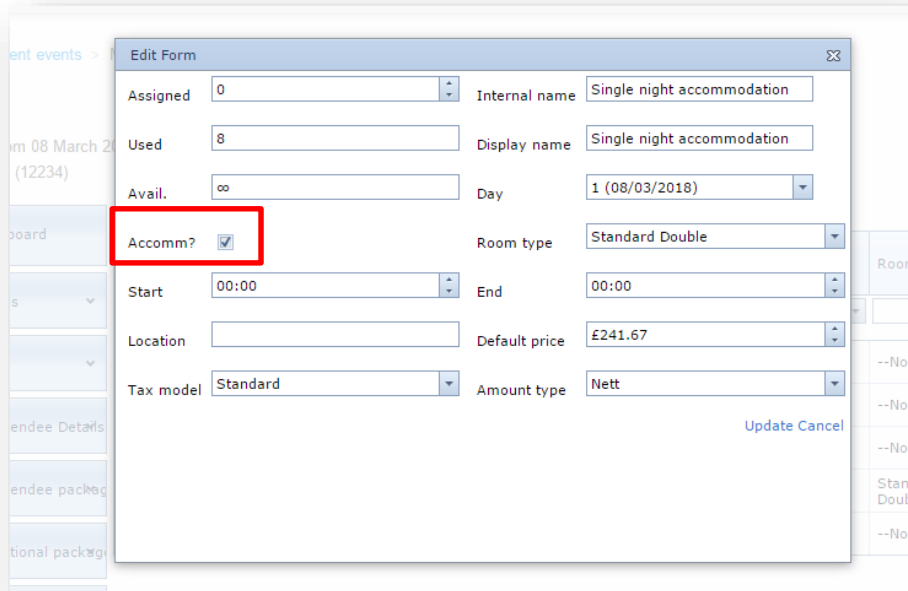 ent events >
Edit Form
Assigned 0 Internal name Single night accommodation
om 08 March 20
Used 8 Display name Single night accommodation
(12234)
Avail. ∞ Day 1 (08/03/2018)
board
Accomm? Room type Standard Double
Roor
Start 00:00 End 00:00
s
Location Default price £241.67
--No
Tax model Standard Amount type Nett
--No
endee Details Update Cancel
--No
endee packag
Stan
Doub
--No
tional package